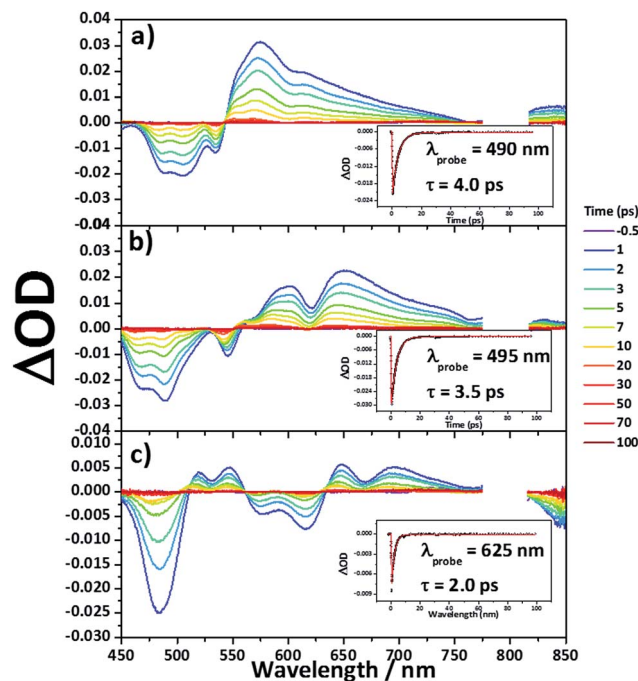 ΔOD
a)
0.04
0.03
0.02
0.01
0.00
-0.01
-0.02
-0.03
-0.04
ΔOD
0.000
-0.006
-0.012
-0.018
-0.024
λprobe = 490 nm
τ = 4.0 ps
0 20 40 60 80 100
Time (ps)
b)
0.03
0.02
0.01
0.00
-0.01
-0.02
-0.03
-0.04
ΔOD
0.000
-0.006
-0.012
-0.018
-0.024
-0.030
λprobe = 495 nm
τ = 3.5 ps
0 20 40 60 80 100
Time (ps)
c)
0.010
0.005
0.000
-0.005
-0.010
-0.015
-0.020
-0.025
-0.030
ΔOD
0.000
-0.003
-0.006
-0.009
λprobe = 625 nm
τ = 2.0 ps
0 20 40 60 80 100
Wavelength (nm)
450 500 550 600 650 700 750 800 850
Wavelength / nm
Time (ps)
-0.5
1
2
3
5
7
10
20
30
50
70
100